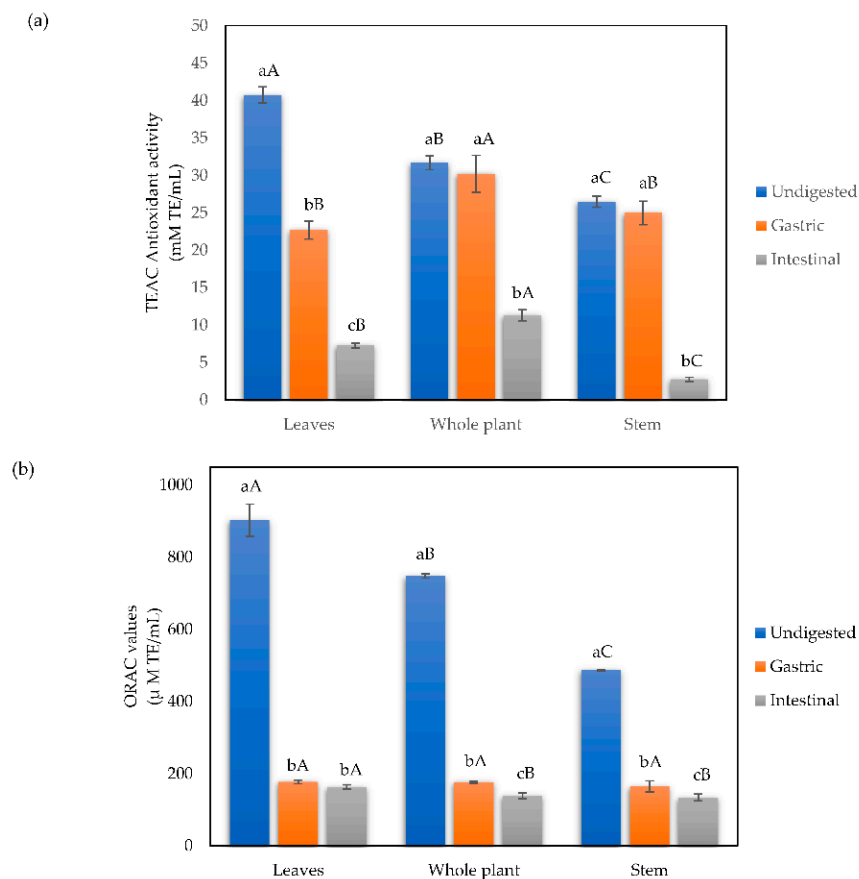 (a)
TEAC Antioxidant activity
(mM TE/mL)
50
45
40
35
30
25
20
15
10
5
0
aA
bB
cB
aB
aA
bA
aC
aB
bC
Leaves
Whole plant
Stem
Undigested
Gastric
Intestinal
(b)
ORAC values
(μ M TE/mL)
1000
800
600
400
200
0
aA
bA
bA
aB
bA
cB
aC
bA
cB
Leaves
Whole plant
Stem
Undigested
Gastric
Intestinal